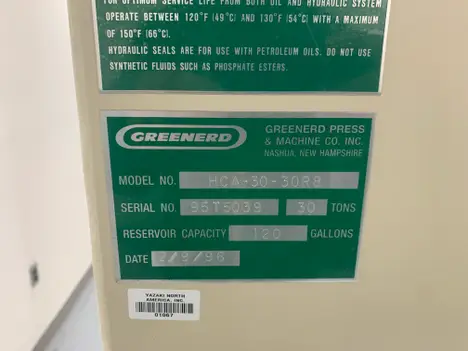 FOR OPTIMUM SERVICE LIFE FROM BOTH OIL AND HYDRAULIC SYSTEM
OPERATE BETWEEN 120°F (49°C) AND 130°F (54°C) WITH A MAXIMUM
OF 150°F (66°C).
HYDRAULIC SEALS ARE FOR USE WITH PETROLEUM OILS. DO NOT USE
SYNTHETIC FLUIDS SUCH AS PHOSPHATE ESTERS.
GREENERD
GREENERD PRESS
& MACHINE CO. INC.
NASHUA, NEW HAMPSHIRE
MODEL NO. HCA-30-30R8
SERIAL NO. 95T5039 30 TONS
RESERVOIR CAPACITY 120 GALLONS
DATE 2/9/96
YAZAKI NORTH
AMERICA, INC.
01067